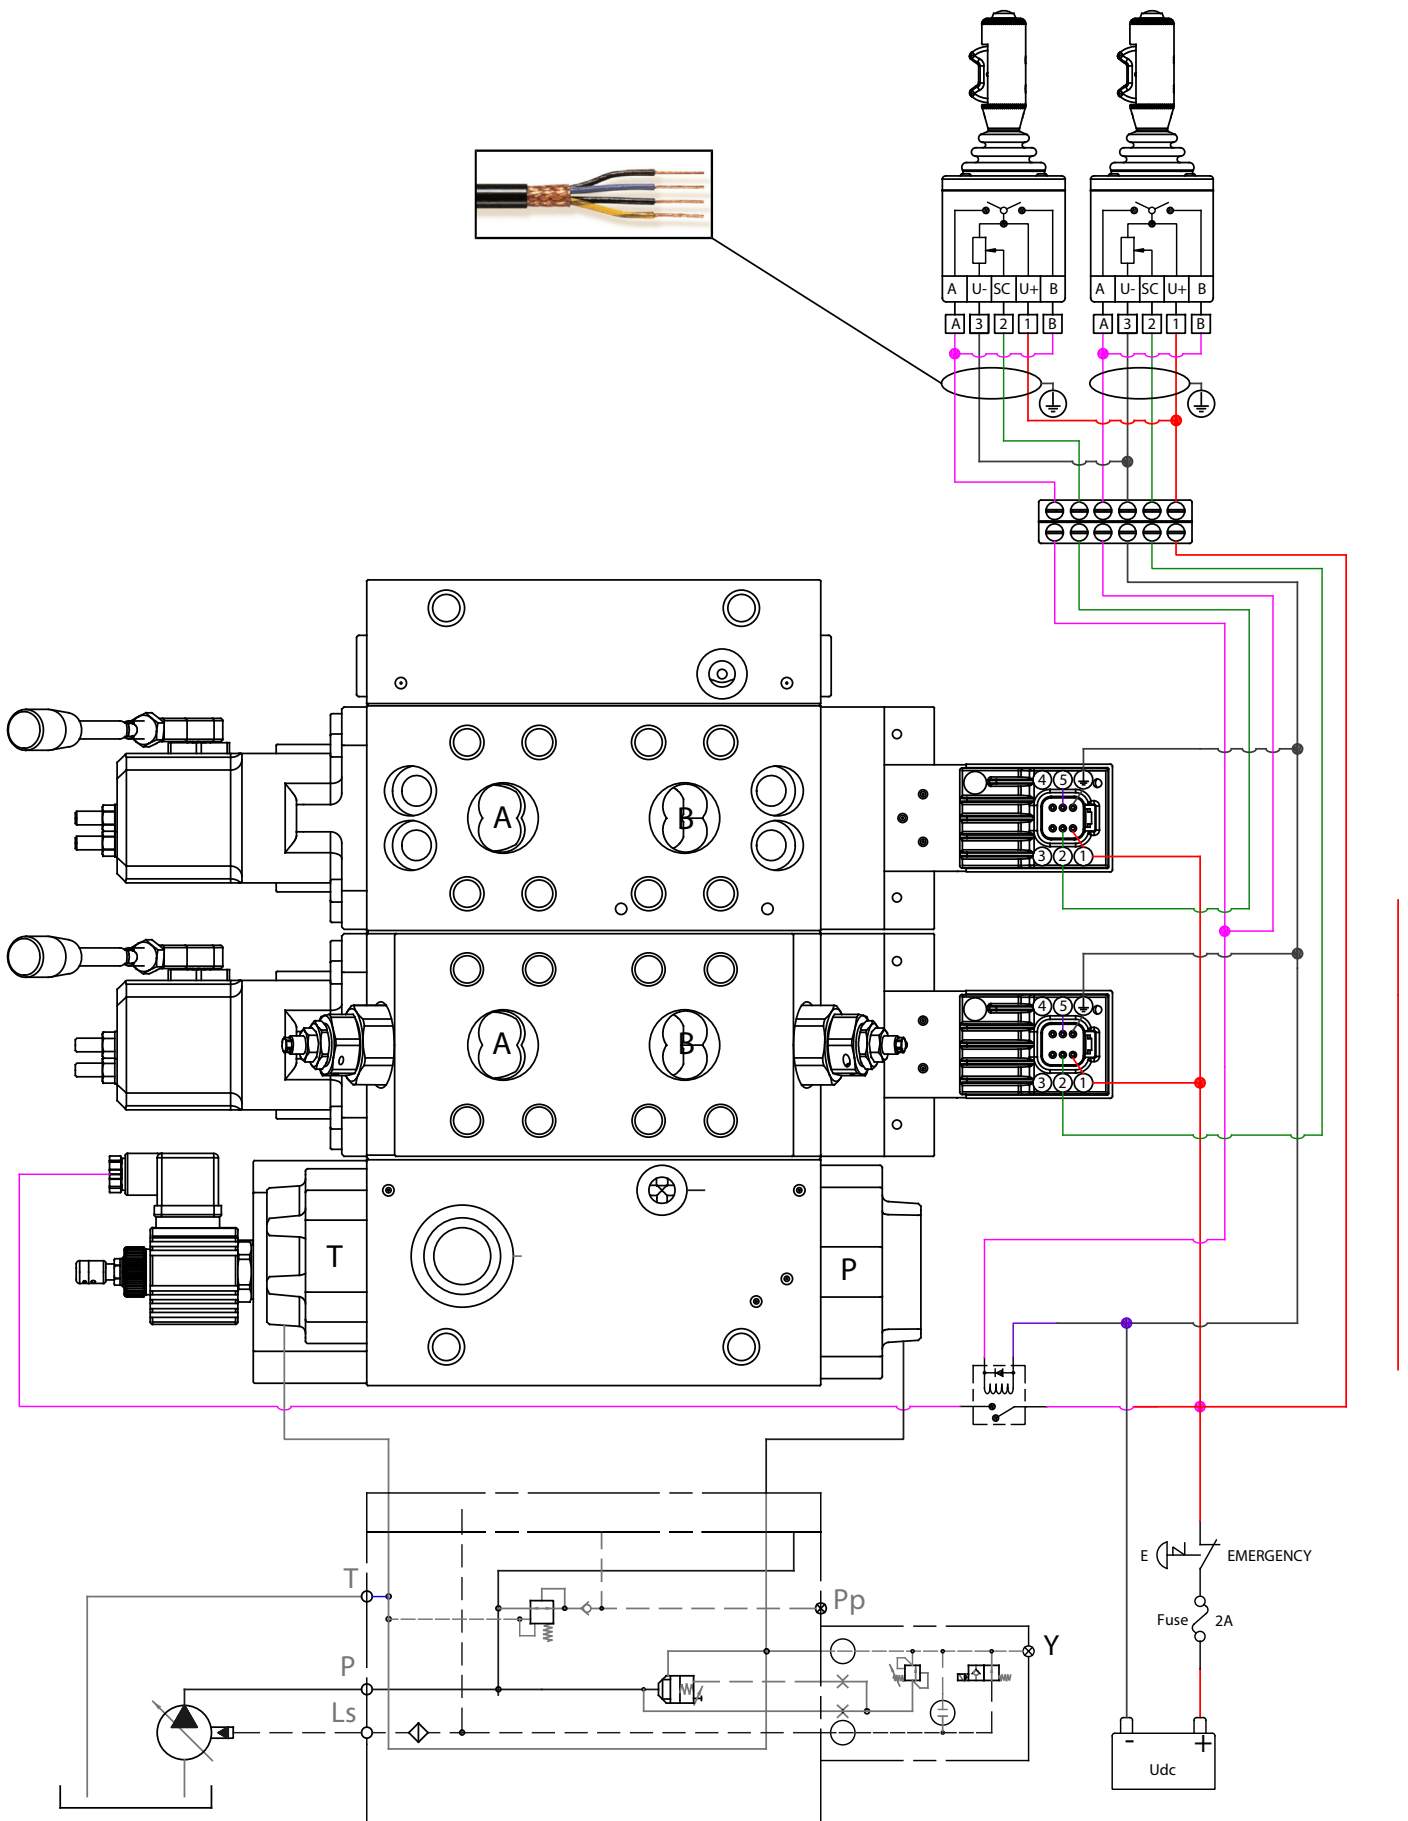 A U- SC U+ B
A U- SC U+ B
A 3 2 1 B
A 3 2 1 B
4 5
A B
3 2 1
4 5
A B
3 2 1
T P
E EMERGENCY
T
Pp
Fuse 2A
Y
P
Ls
- +
Udc